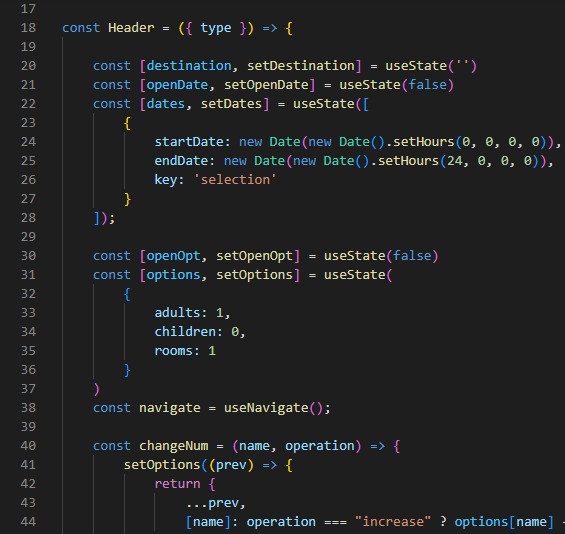 17
18 const Header = ({ type }) => {
19
20 const [destination, setDestination] = useState('')
21 const [openDate, setOpenDate] = useState(false)
22 const [dates, setDates] = useState([
23 {
24 startDate: new Date(new Date().setHours(0, 0, 0, 0)),
25 endDate: new Date(new Date().setHours(24, 0, 0, 0)),
26 key: 'selection'
27 }
28 ]);
29
30 const [openOpt, setOpenOpt] = useState(false)
31 const [options, setOptions] = useState(
32 {
33 adults: 1,
34 children: 0,
35 rooms: 1
36 }
37 )
38 const navigate = useNavigate();
39
40 const changeNum = (name, operation) => {
41 setOptions((prev) => {
42 return {
43 ...prev,
44 [name]: operation === "increase" ? options[name]